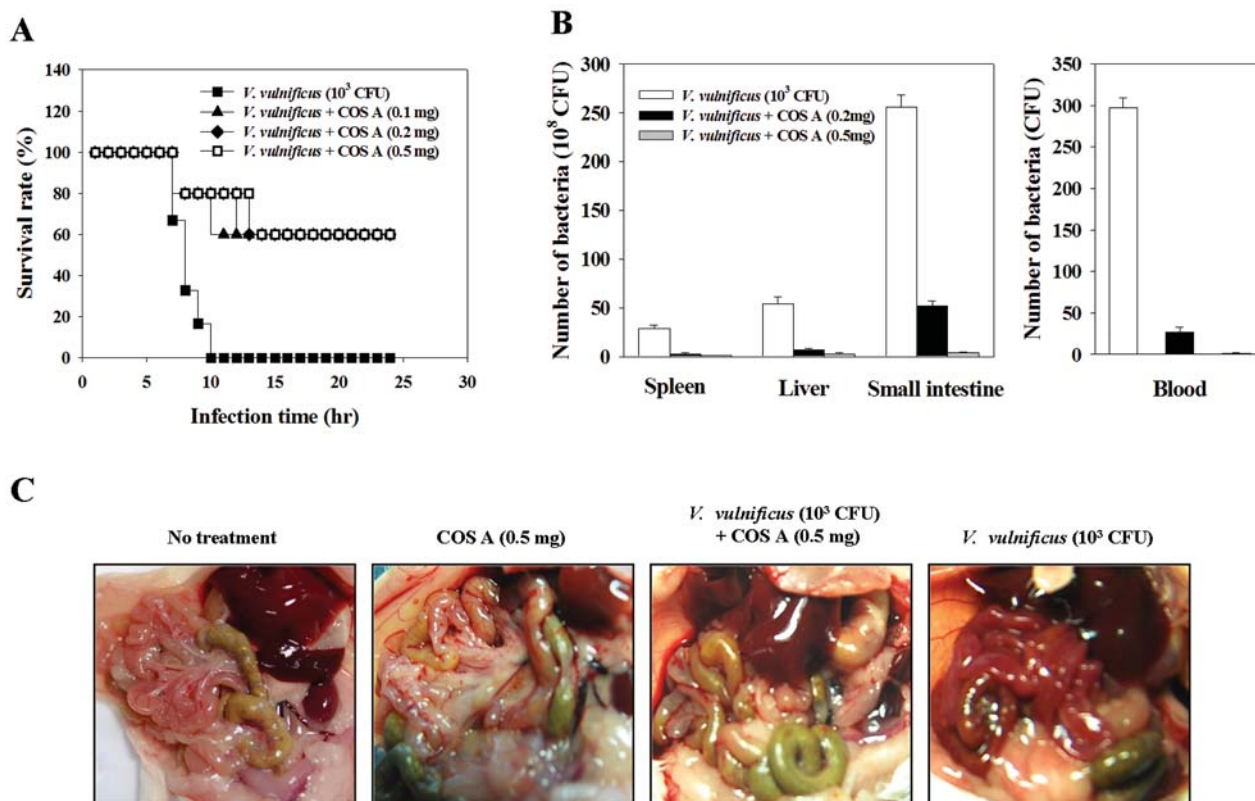 A
Survival rate (%)
140
120
100
80
60
40
20
0
0
5
10
15
20
25
30
Infection time (hr)
V. vulnificus (10³ CFU)
V. vulnificus + COS A (0.1 mg)
V. vulnificus + COS A (0.2 mg)
V. vulnificus + COS A (0.5 mg)
B
Number of bacteria (10⁸ CFU)
300
250
200
150
100
50
0
V. vulnificus (10³ CFU)
V. vulnificus + COS A (0.2mg)
V. vulnificus + COS A (0.5mg)
Spleen
Liver
Small intestine
Number of bacteria (CFU)
350
300
250
200
150
100
50
0
Blood
C
No treatment
COS A (0.5 mg)
V. vulnificus (10³ CFU)
+ COS A (0.5 mg)
V. vulnificus (10³ CFU)